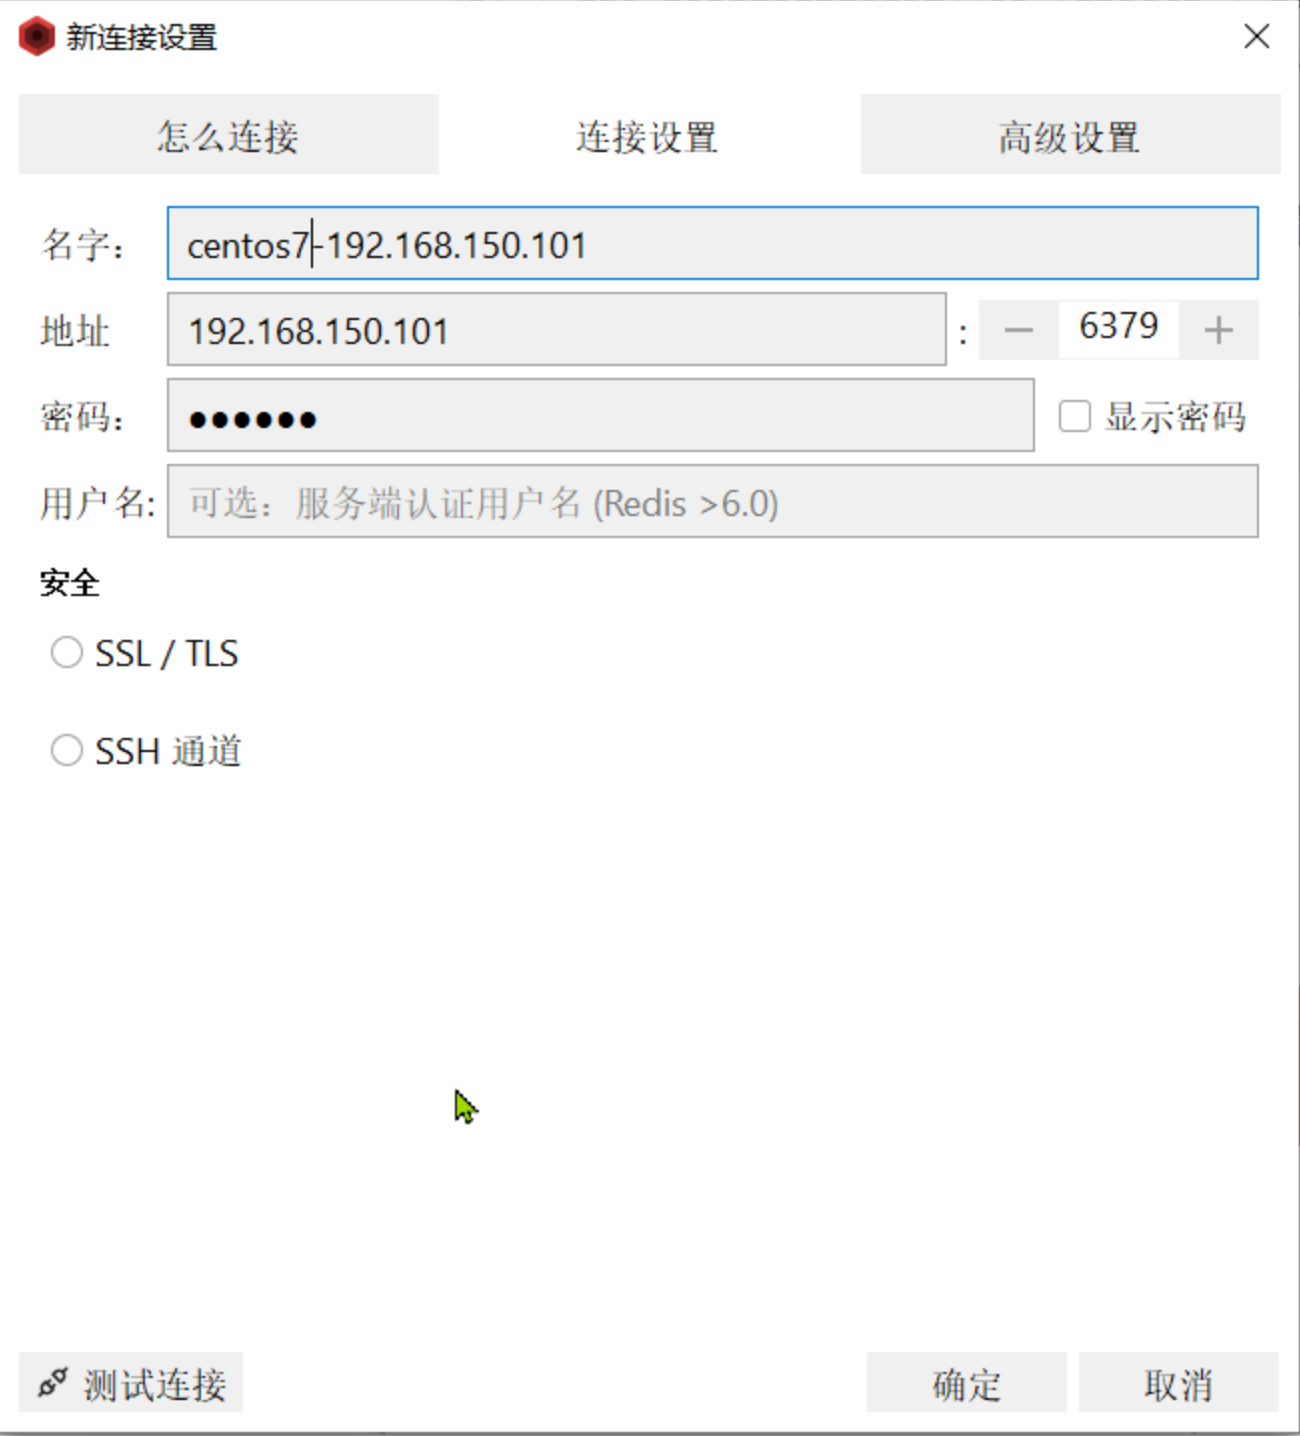 新连接设置
怎么连接 连接设置 高级设置
名字： centos7-192.168.150.101
地址 192.168.150.101 : 6379
密码： ●●●●●● 显示密码
用户名: 可选：服务端认证用户名 (Redis >6.0)
安全
SSL / TLS
SSH 通道
测试连接 确定 取消